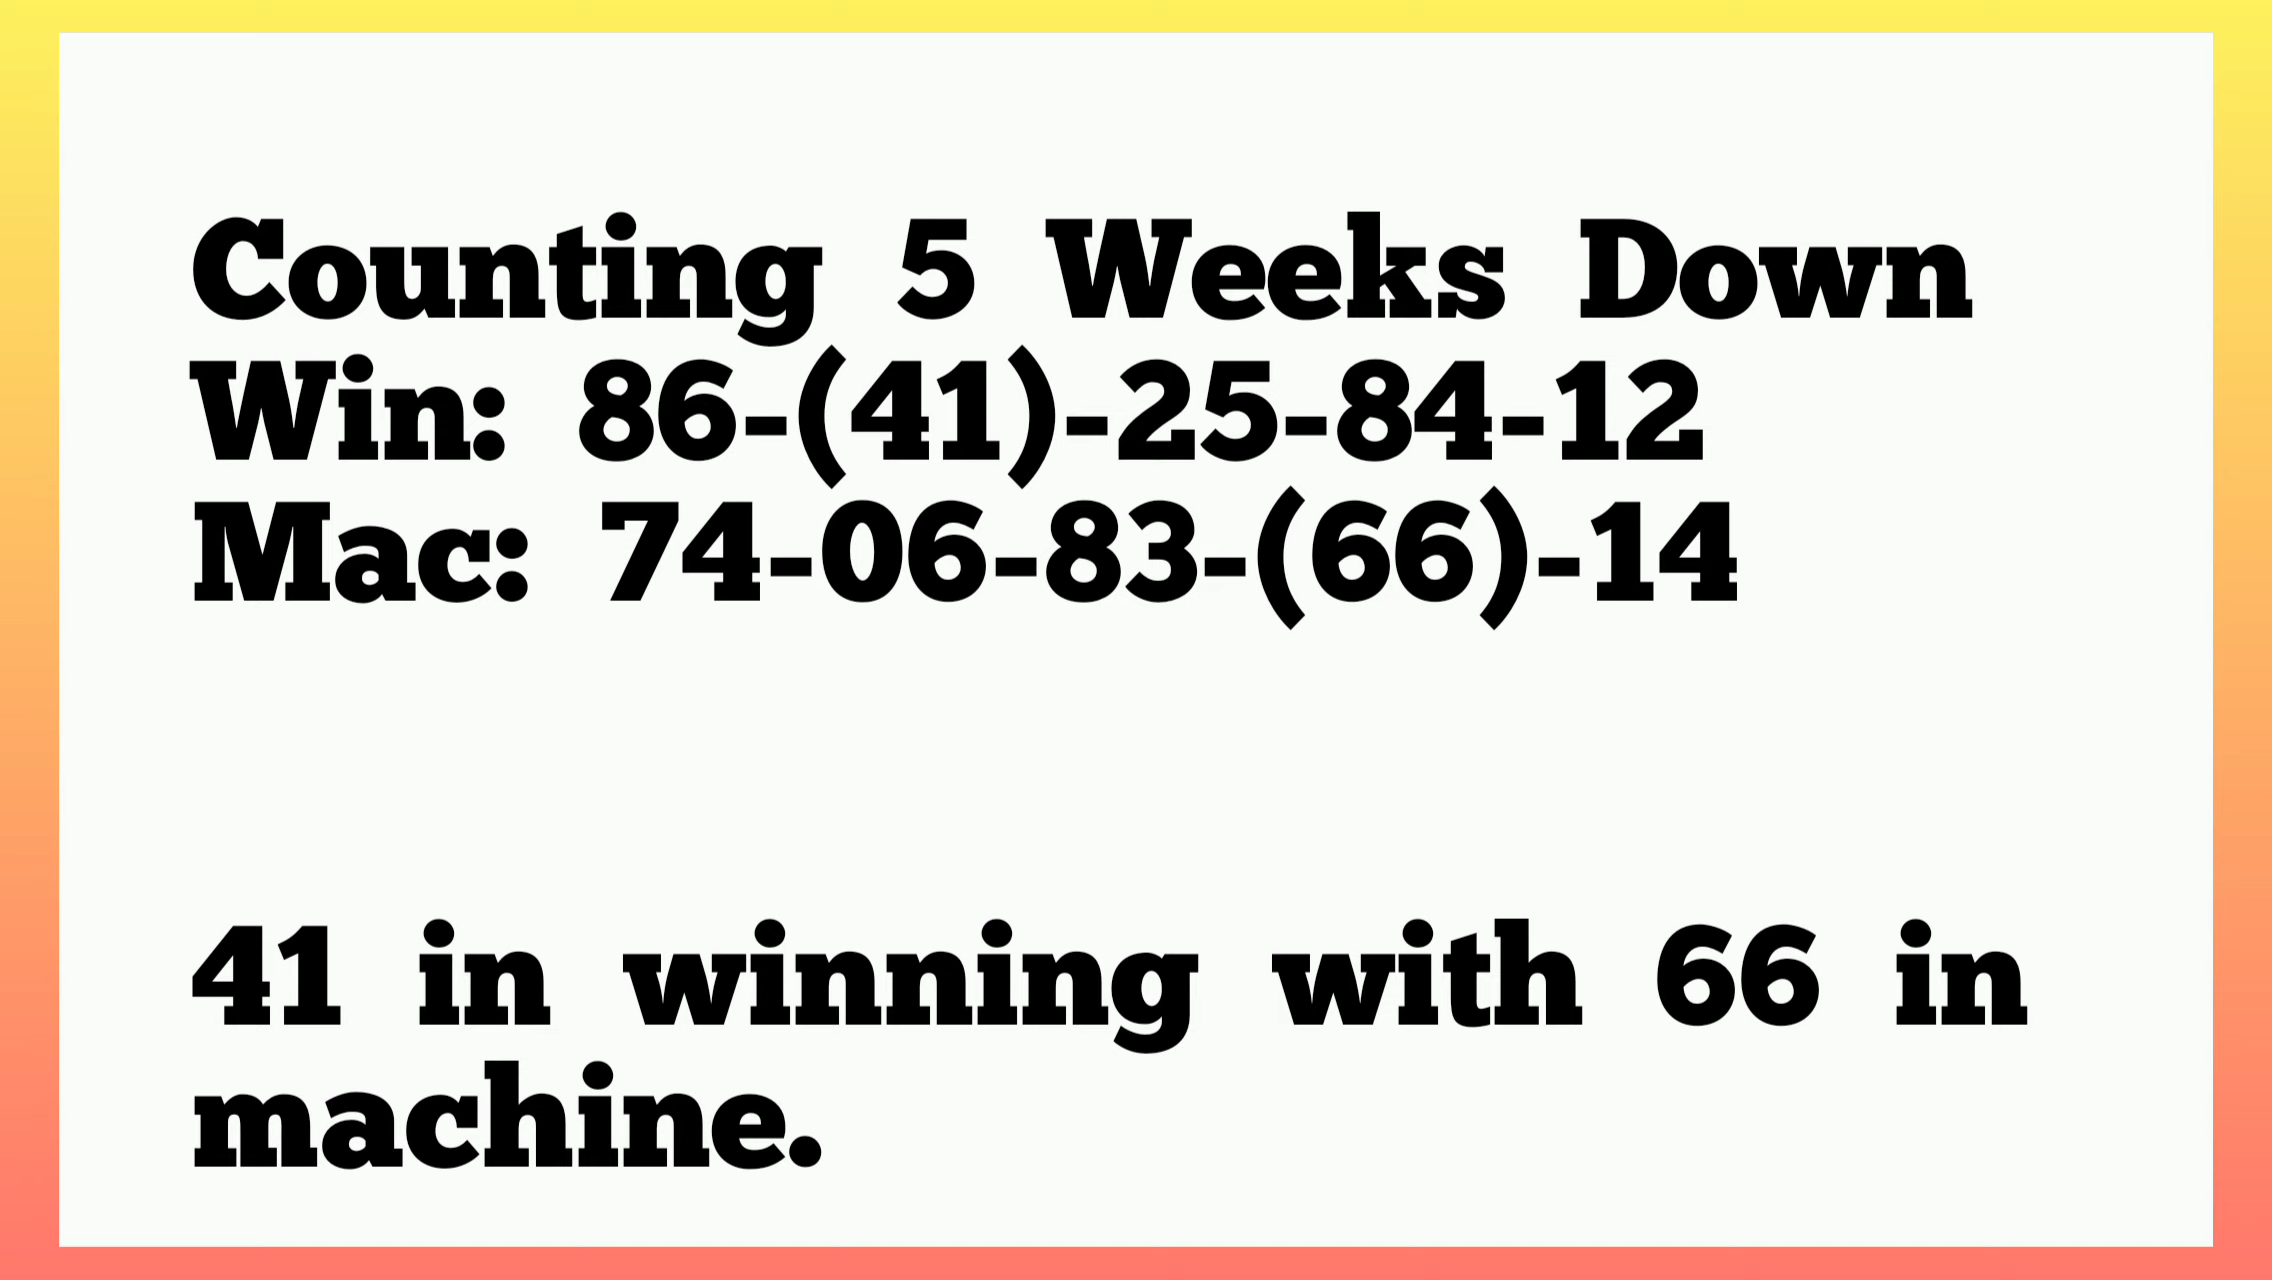 Counting 5 Weeks Down
Win: 86-(41)-25-84-12
Mac: 74-06-83-(66)-14
41 in winning with 66 in
machine.